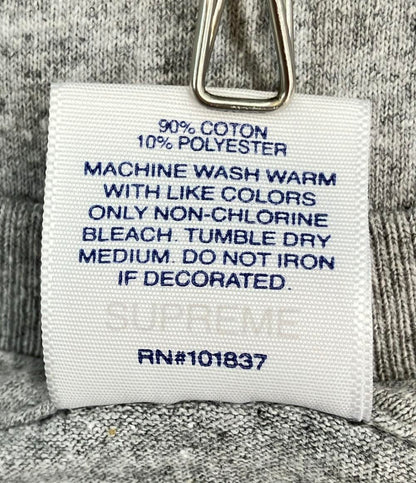 90% COTON
10% POLYESTER
MACHINE WASH WARM
WITH LIKE COLORS
ONLY NON-CHLORINE
BLEACH. TUMBLE DRY
MEDIUM. DO NOT IRON
IF DECORATED.
SUPREME
RN#101837